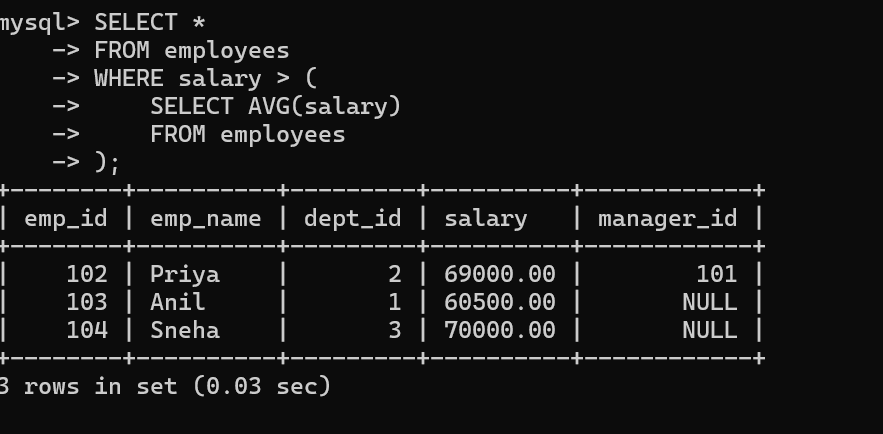 mysql> SELECT *
    -> FROM employees
    -> WHERE salary > (
    ->     SELECT AVG(salary)
    ->     FROM employees
    -> );
+--------+----------+---------+----------+------------+
| emp_id | emp_name | dept_id | salary   | manager_id |
+--------+----------+---------+----------+------------+
|    102 | Priya    |       2 | 69000.00 |        101 |
|    103 | Anil     |       1 | 60500.00 |       NULL |
|    104 | Sneha    |       3 | 70000.00 |       NULL |
+--------+----------+---------+----------+------------+
3 rows in set (0.03 sec)